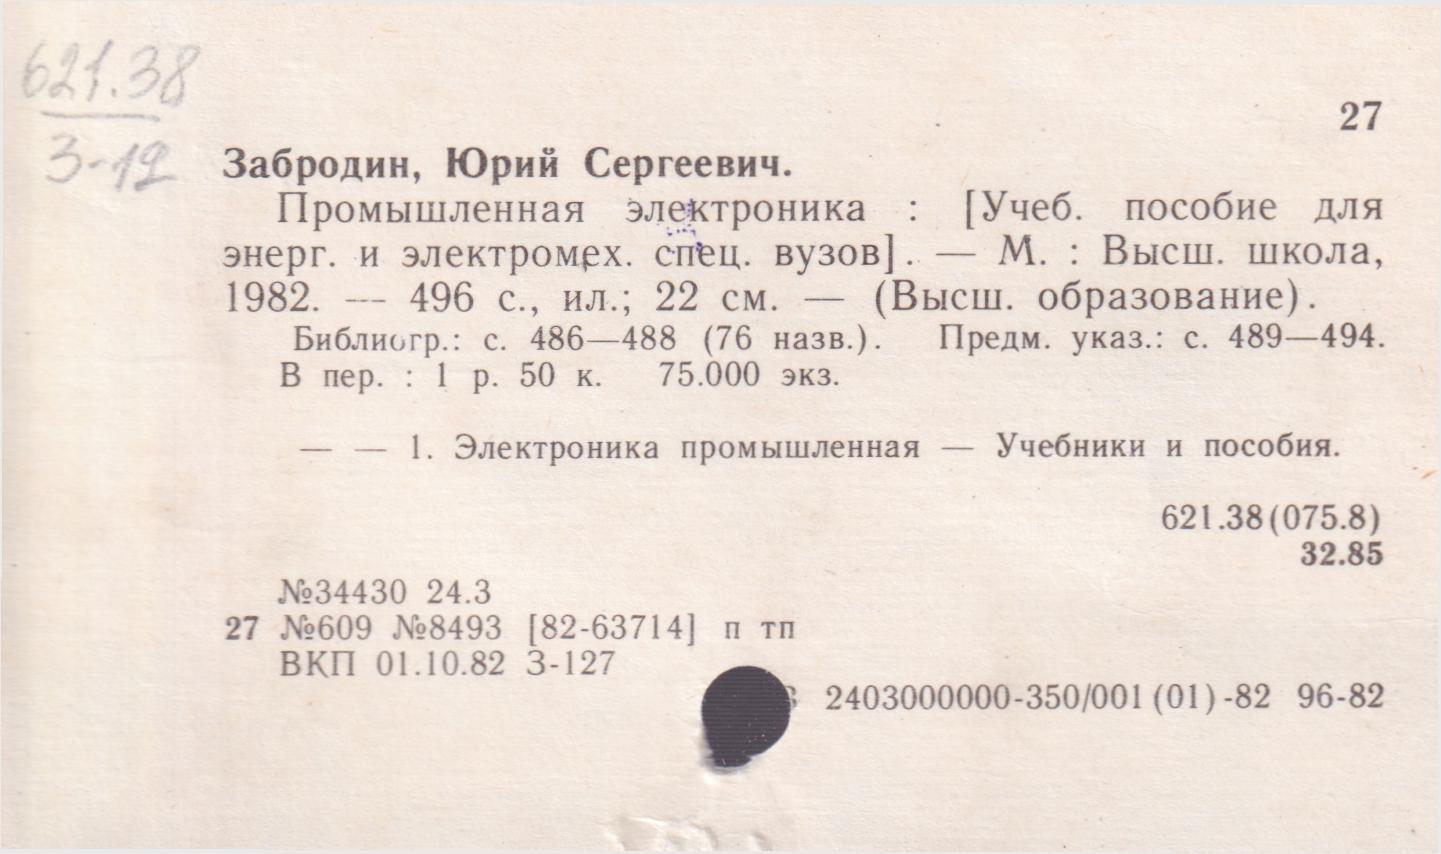 621.38
З-12
27
Забродин, Юрий Сергеевич.
Промышленная электроника : [Учеб. пособие для
энерг. и электромех. спец. вузов]. — М. : Высш. школа,
1982. — 496 с., ил.; 22 см. — (Высш. образование).
Библиогр.: с. 486—488 (76 назв.). Предм. указ.: с. 489—494.
В пер. : 1 р. 50 к. 75.000 экз.
— — 1. Электроника промышленная — Учебники и пособия.
621.38(075.8)
32.85
№34430 24.3
27 №609 №8493 [82-63714] п тп
ВКП 01.10.82 З-127
2403000000-350/001(01)-82 96-82